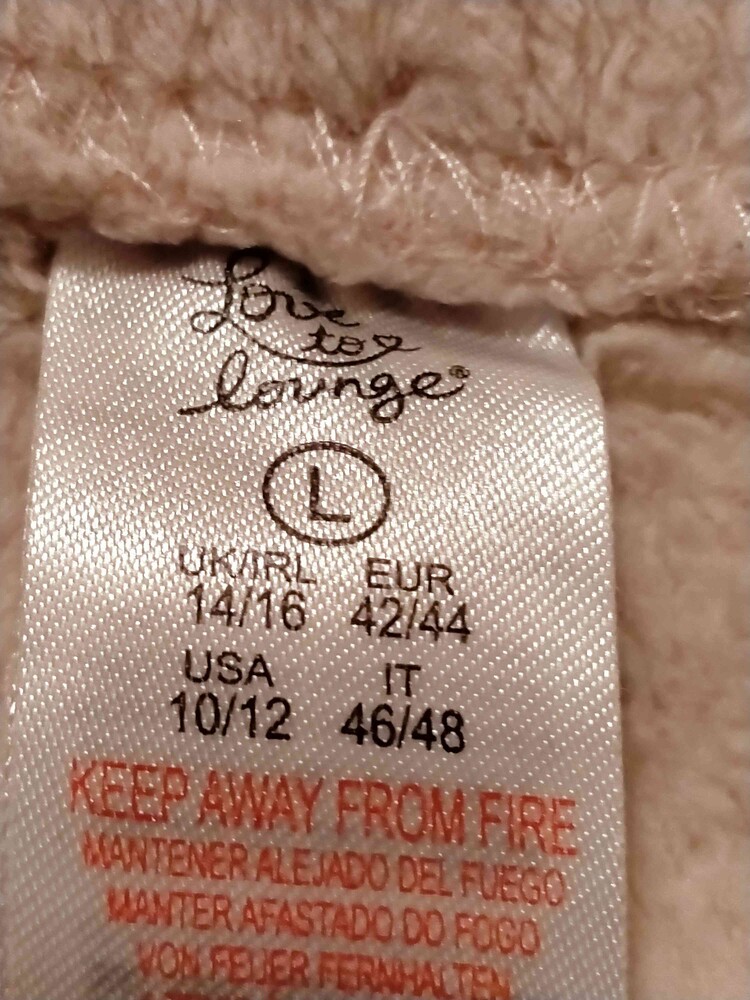 Love
to
lounge®
L
UK/IRL EUR
14/16 42/44
USA IT
10/12 46/48
KEEP AWAY FROM FIRE
MANTENER ALEJADO DEL FUEGO
MANTER AFASTADO DO FOGO
VON FEUER FERNHALTEN